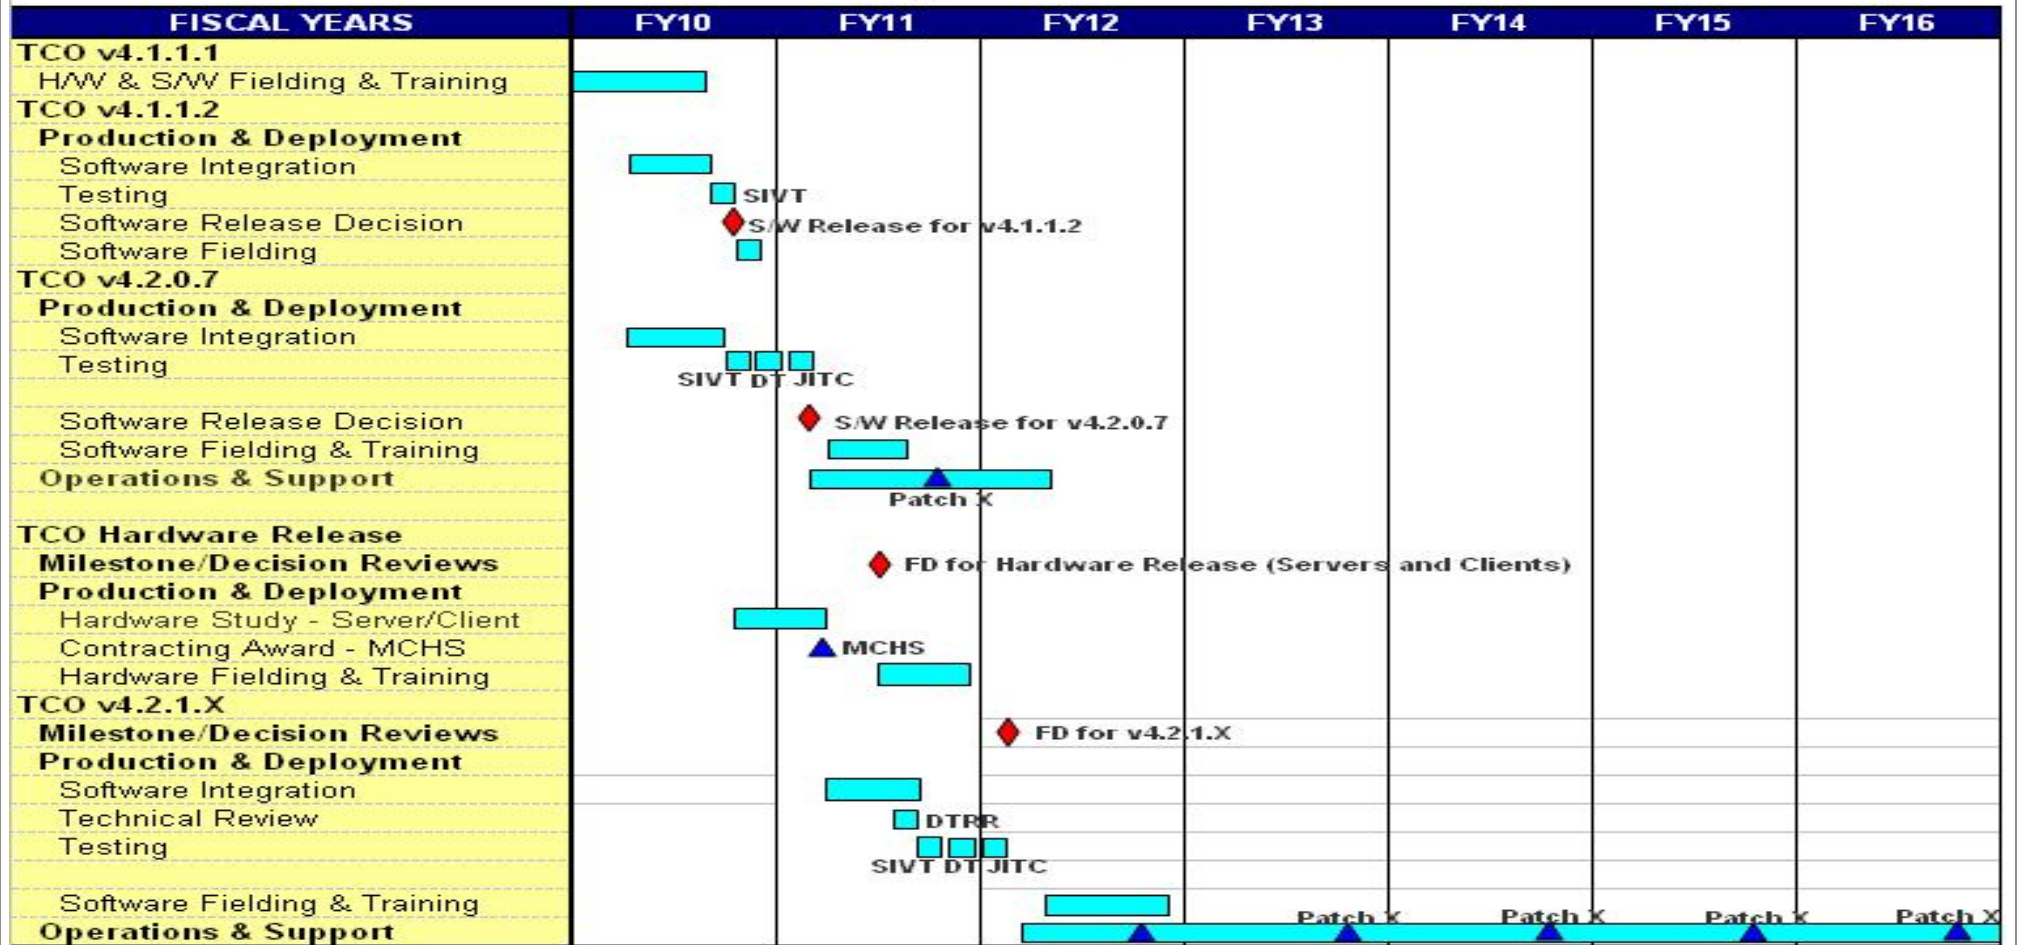 FISCAL YEARS FY10 FY11 FY12 FY13 FY14 FY15 FY16
TCO v4.1.1.1
H/W & S/W Fielding & Training
TCO v4.1.1.2
Production & Deployment
Software Integration
Testing SIVT
Software Release Decision S/W Release for v4.1.1.2
Software Fielding
TCO v4.2.0.7
Production & Deployment
Software Integration
Testing
SIVT DT JITC
Software Release Decision S/W Release for v4.2.0.7
Software Fielding & Training
Operations & Support
Patch X
TCO Hardware Release
Milestone/Decision Reviews FD for Hardware Release (Servers and Clients)
Production & Deployment
Hardware Study - Server/Client
Contracting Award - MCHS MCHS
Hardware Fielding & Training
TCO v4.2.1.X
Milestone/Decision Reviews FD for v4.2.1.X
Production & Deployment
Software Integration
Technical Review DTRR
Testing
SIVT DT JITC
Software Fielding & Training
Patch X Patch X Patch X Patch X
Operations & Support